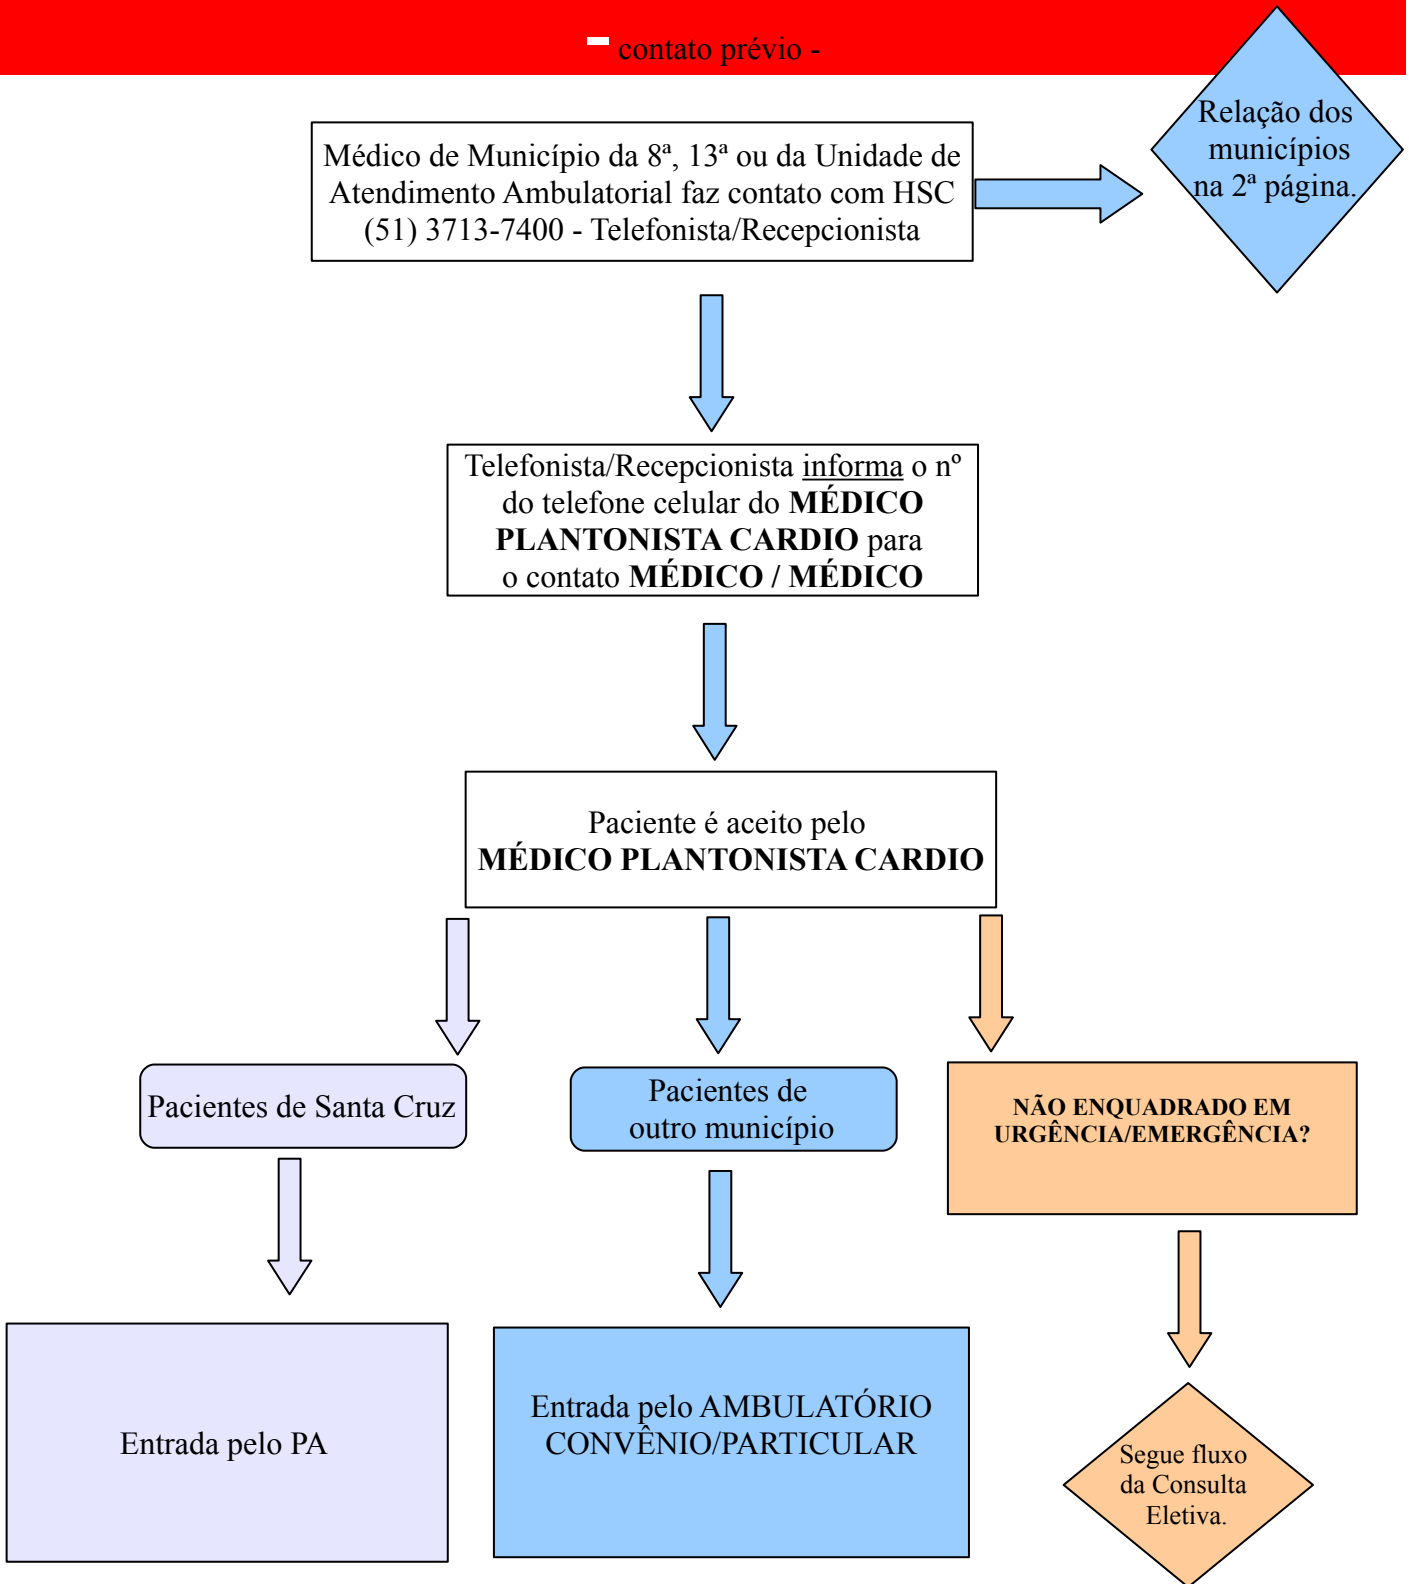 - contato prévio -
Relação dos
municípios
na 2ª página.
Médico de Município da 8ª, 13ª ou da Unidade de
Atendimento Ambulatorial faz contato com HSC
(51) 3713-7400 - Telefonista/Recepcionista
Telefonista/Recepcionista informa o nº
do telefone celular do MÉDICO
PLANTONISTA CARDIO para
o contato MÉDICO / MÉDICO
Paciente é aceito pelo
MÉDICO PLANTONISTA CARDIO
Pacientes de Santa Cruz
Pacientes de
outro município
NÃO ENQUADRADO EM
URGÊNCIA/EMERGÊNCIA?
Entrada pelo PA
Entrada pelo AMBULATÓRIO
CONVÊNIO/PARTICULAR
Segue fluxo
da Consulta
Eletiva.